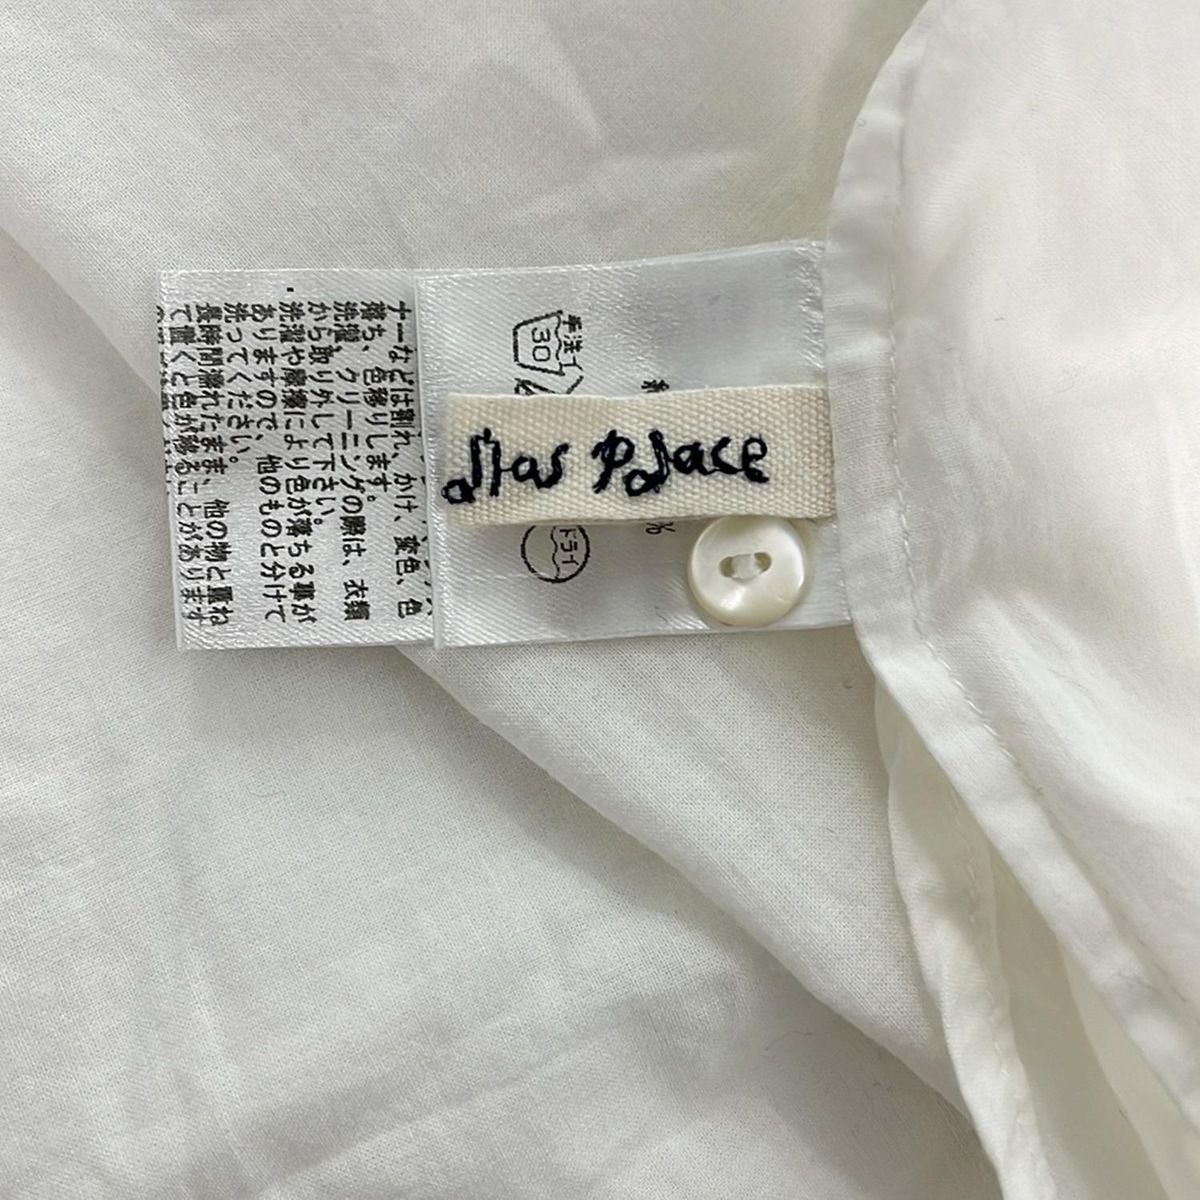 手洗イ
30
Palace
ドライ
%
ナーなどは割れ、かけ、変色、色
落ち、色移りします。
洗濯、クリーニングの際は、衣類
から取り外して下さい。
洗濯や摩擦により色が落ちる事が
ありますので、他のものと分けて
洗ってください。
長時間濡れたまま、他の物と重ね
て置くと色が移ることがあります